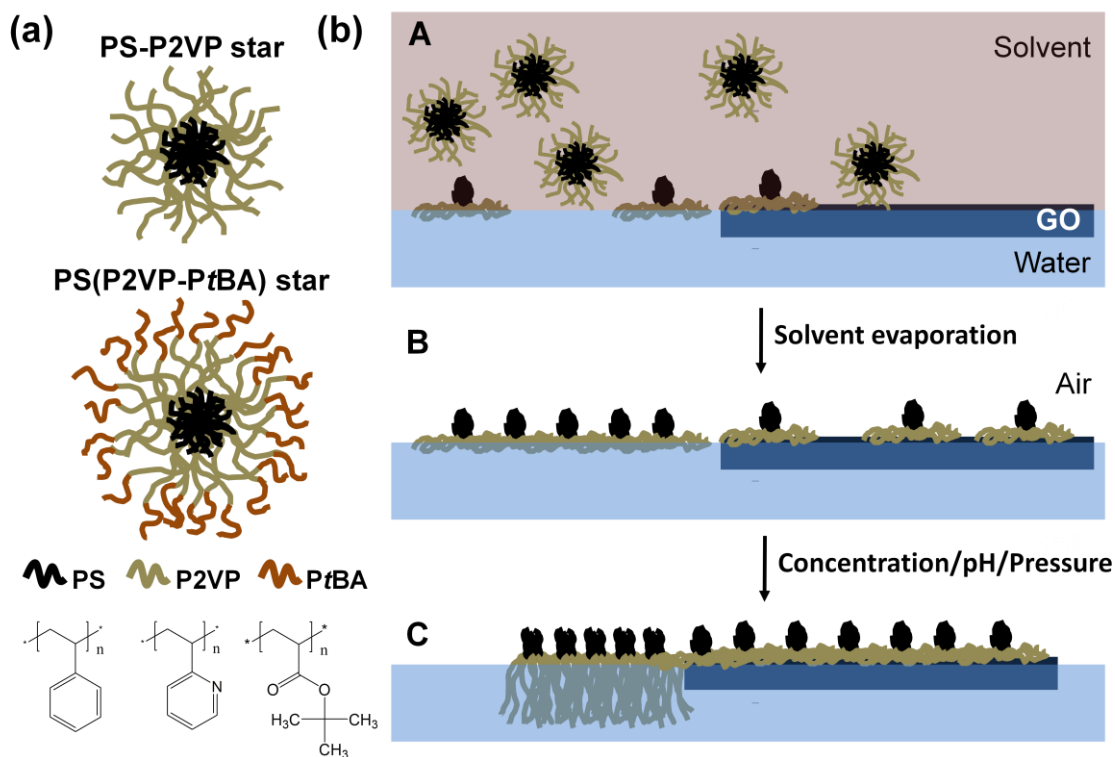 (a)
PS-P2VP star
PS(P2VP-PtBA) star
PS P2VP PtBA
* * n
* * n N
* * n O O H₃C CH₃ CH₃
(b)
A
Solvent
GO
Water
Solvent evaporation
B
Air
Concentration/pH/Pressure
C